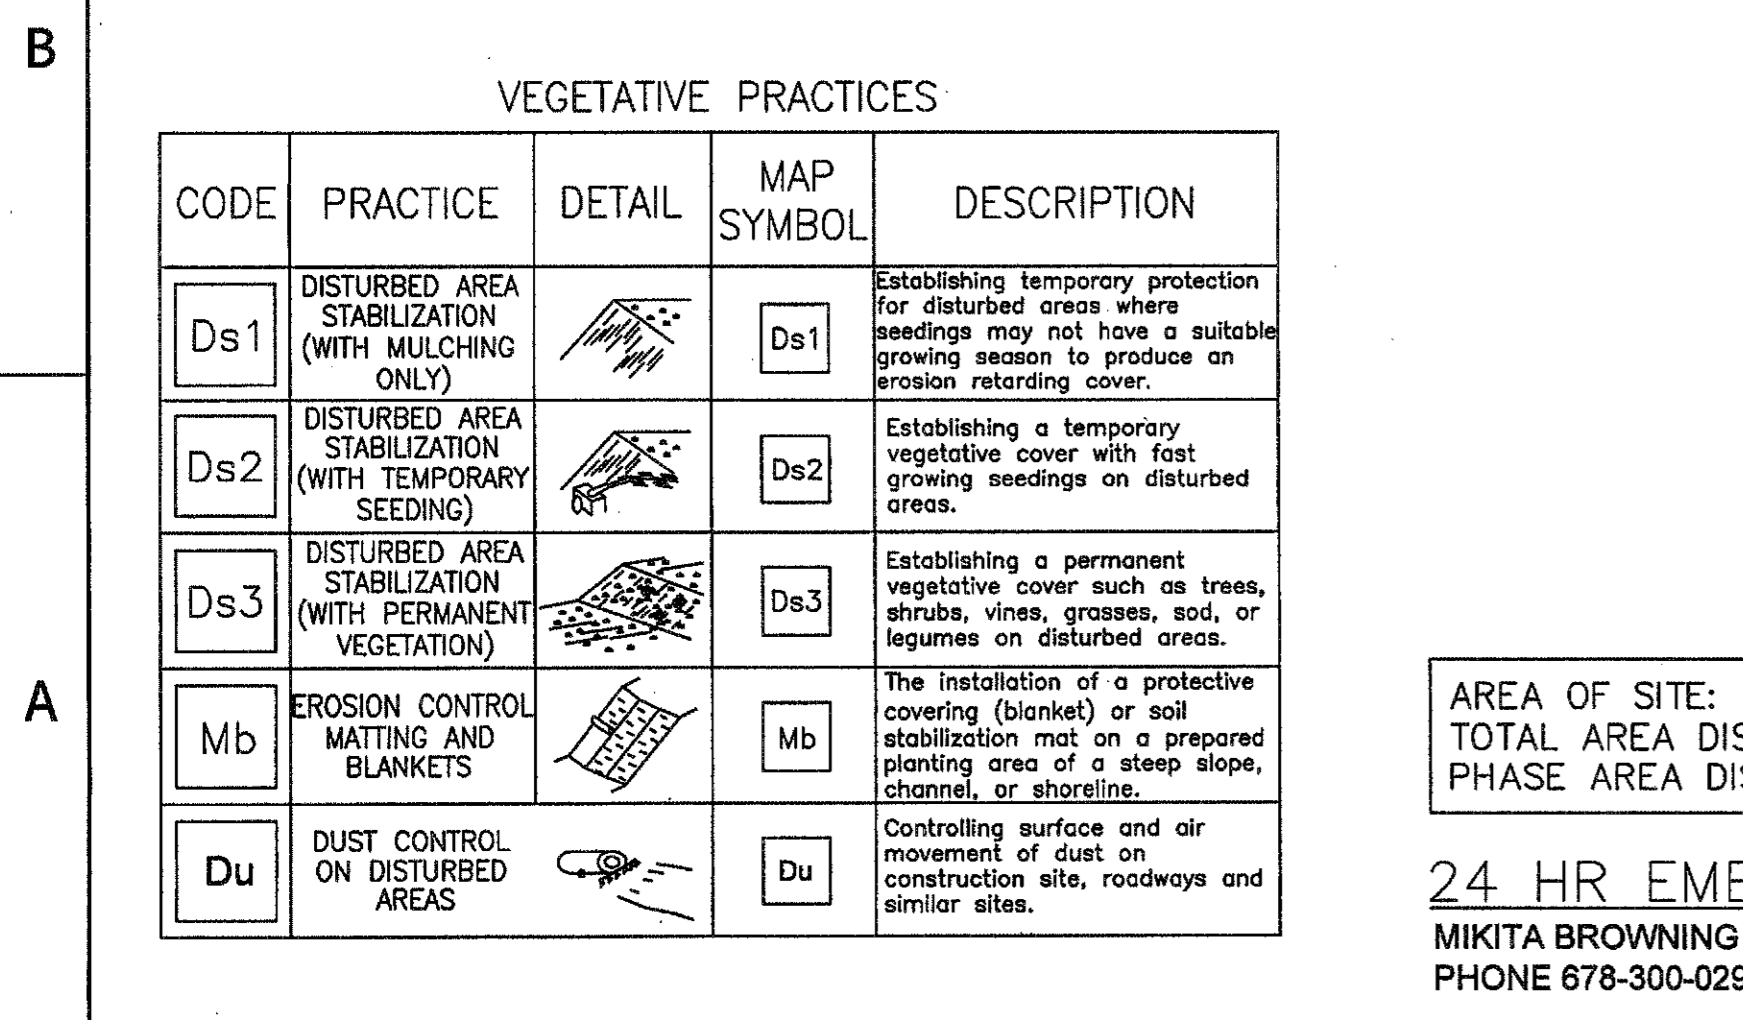 B
VEGETATIVE PRACTICES
CODE
PRACTICE
DETAIL
MAP
SYMBOL
DESCRIPTION
Ds1
DISTURBED AREA
STABILIZATION
(WITH MULCHING
ONLY)
Ds1
Establishing temporary protection
for disturbed areas where
seedings may not have a suitable
growing season to produce an
erosion retarding cover.
Ds2
DISTURBED AREA
STABILIZATION
(WITH TEMPORARY
SEEDING)
Ds2
Establishing a temporary
vegetative cover with fast
growing seedings on disturbed
areas.
Ds3
DISTURBED AREA
STABILIZATION
(WITH PERMANENT
VEGETATION)
Ds3
Establishing a permanent
vegetative cover such as trees,
shrubs, vines, grasses, sod, or
legumes on disturbed areas.
A
Mb
EROSION CONTROL
MATTING AND
BLANKETS
Mb
The installation of a protective
covering (blanket) or soil
stabilization mat on a prepared
planting area of a steep slope,
channel, or shoreline.
Du
DUST CONTROL
ON DISTURBED
AREAS
Du
Controlling surface and air
movement of dust on
construction site, roadways and
similar sites.
AREA OF SITE:
TOTAL AREA DIS
PHASE AREA DIS
24 HR EME
MIKITA BROWNING
PHONE 678-300-029